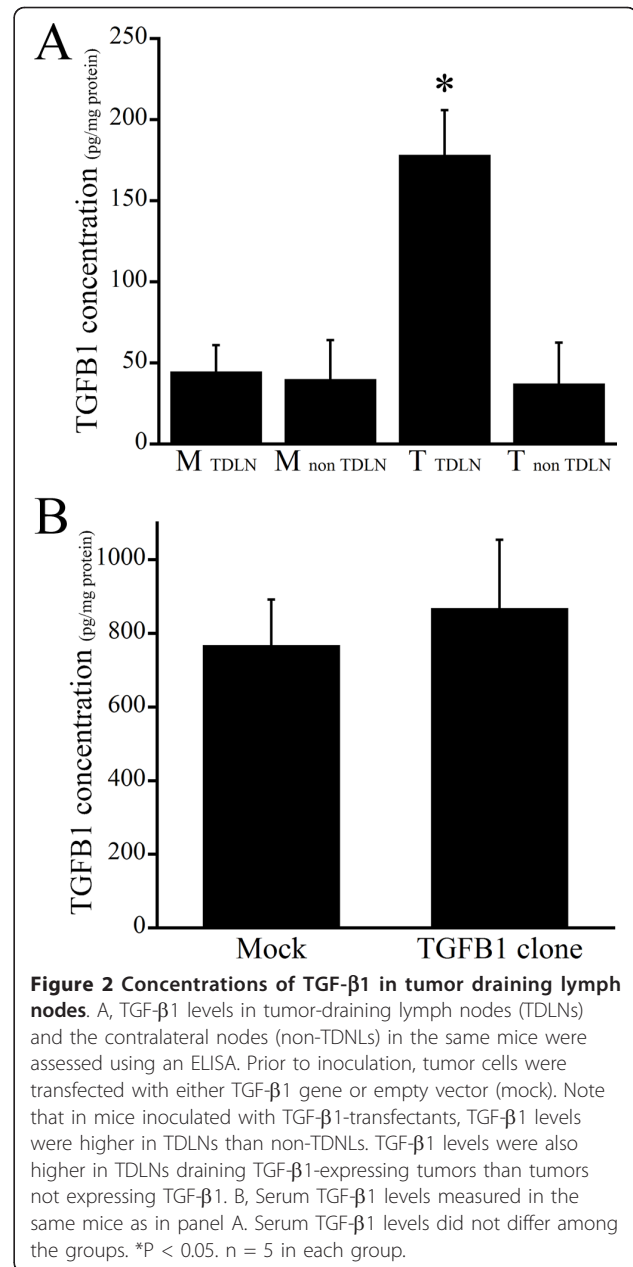 A
TGFB1 concentration (pg/mg protein)
250
200
150
100
50
0
*
M TDLN
M non TDLN
T TDLN
T non TDLN
B
TGFB1 concentration (pg/mg protein)
1000
800
600
400
200
0
Mock
TGFB1 clone
Figure 2 Concentrations of TGF-β1 in tumor draining lymph
nodes. A, TGF-β1 levels in tumor-draining lymph nodes (TDLNs)
and the contralateral nodes (non-TDNLs) in the same mice were
assessed using an ELISA. Prior to inoculation, tumor cells were
transfected with either TGF-β1 gene or empty vector (mock). Note
that in mice inoculated with TGF-β1-transfectants, TGF-β1 levels
were higher in TDLNs than non-TDNLs. TGF-β1 levels were also
higher in TDLNs draining TGF-β1-expressing tumors than tumors
not expressing TGF-β1. B, Serum TGF-β1 levels measured in the
same mice as in panel A. Serum TGF-β1 levels did not differ among
the groups. *P < 0.05. n = 5 in each group.